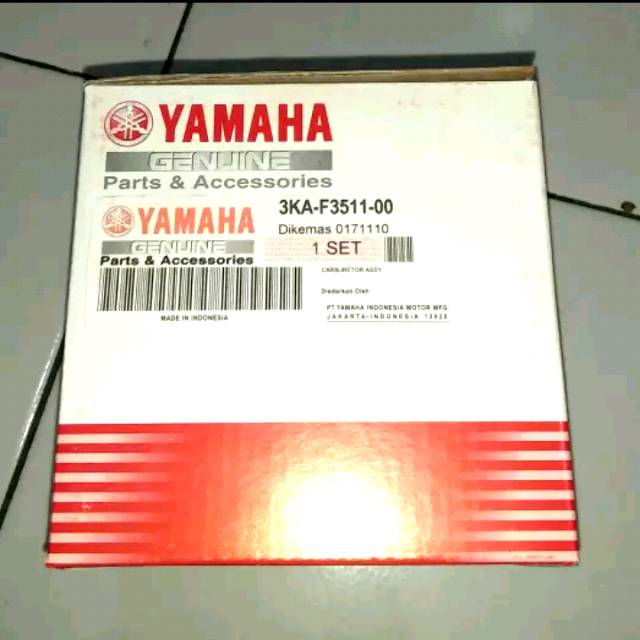 YAMAHA
GENUINE
Parts & Accessories
YAMAHA
GENUINE
Parts & Accessories
MADE IN INDONESIA
3KA-F3511-00
Dikemas 0171110
1 SET
CARBURETOR ASSY
Diedarkan Oleh
PT.YAMAHA INDONESIA MOTOR MFG.
JAKARTA-INDONESIA 13920